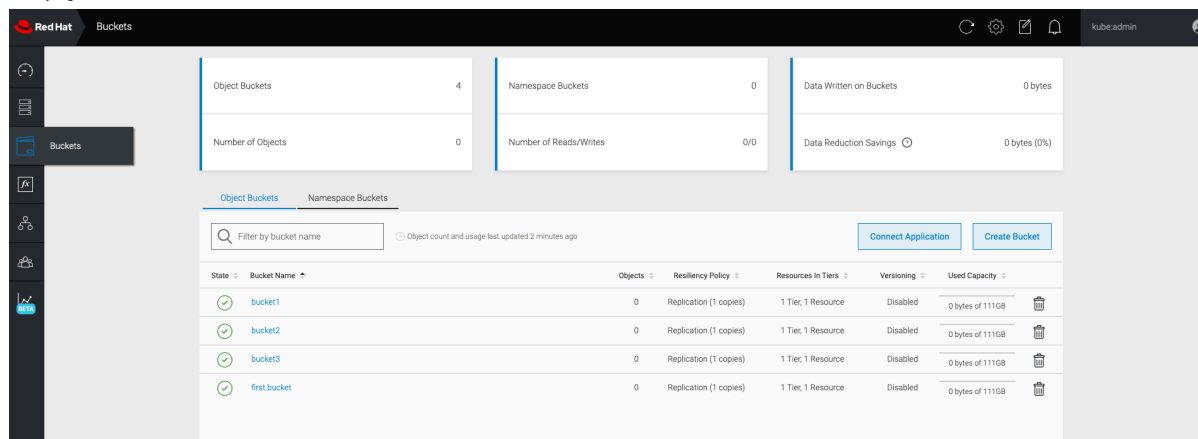 Red Hat Buckets kube:admin
Object Buckets 4 Namespace Buckets 0 Data Written on Buckets 0 bytes
Buckets
Number of Objects 0 Number of Reads/Writes 0/0 Data Reduction Savings ? 0 bytes (0%)
fx
Object Buckets Namespace Buckets
Filter by bucket name Object count and usage last updated 2 minutes ago Connect Application Create Bucket
State Bucket Name Objects Resiliency Policy Resources In Tiers Versioning Used Capacity
BETA
bucket1 0 Replication (1 copies) 1 Tier, 1 Resource Disabled 0 bytes of 111GB
bucket2 0 Replication (1 copies) 1 Tier, 1 Resource Disabled 0 bytes of 111GB
bucket3 0 Replication (1 copies) 1 Tier, 1 Resource Disabled 0 bytes of 111GB
first.bucket 0 Replication (1 copies) 1 Tier, 1 Resource Disabled 0 bytes of 111GB